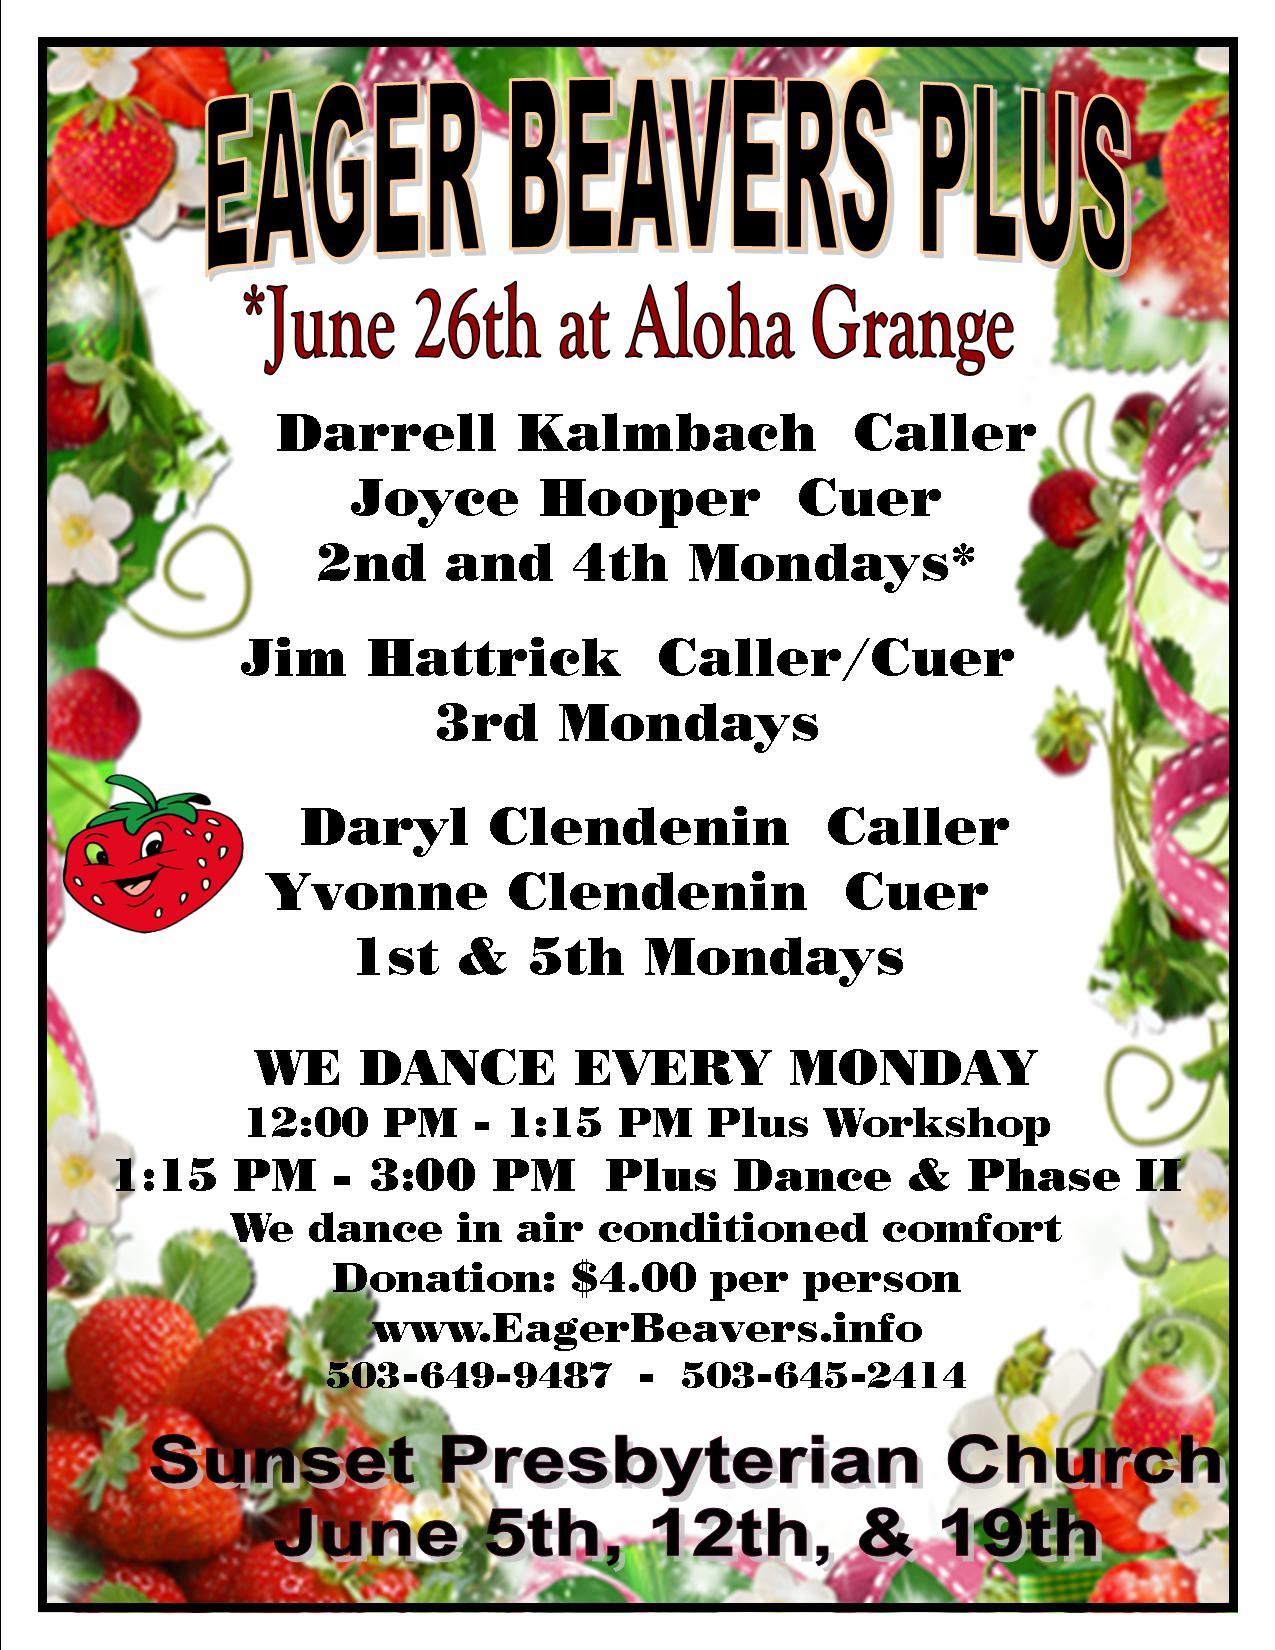 EAGER BEAVERS PLUS
*June 26th at Aloha Grange
Darrell Kalmbach Caller
Joyce Hooper Cuer
2nd and 4th Mondays*
Jim Hattrick Caller/Cuer
3rd Mondays
Daryl Clendenin Caller
Yvonne Clendenin Cuer
1st & 5th Mondays
WE DANCE EVERY MONDAY
12:00 PM - 1:15 PM Plus Workshop
1:15 PM - 3:00 PM Plus Dance & Phase II
We dance in air conditioned comfort
Donation: $4.00 per person
www.EagerBeavers.info
503-649-9487 - 503-645-2414
Sunset Presbyterian Church
June 5th, 12th, & 19th